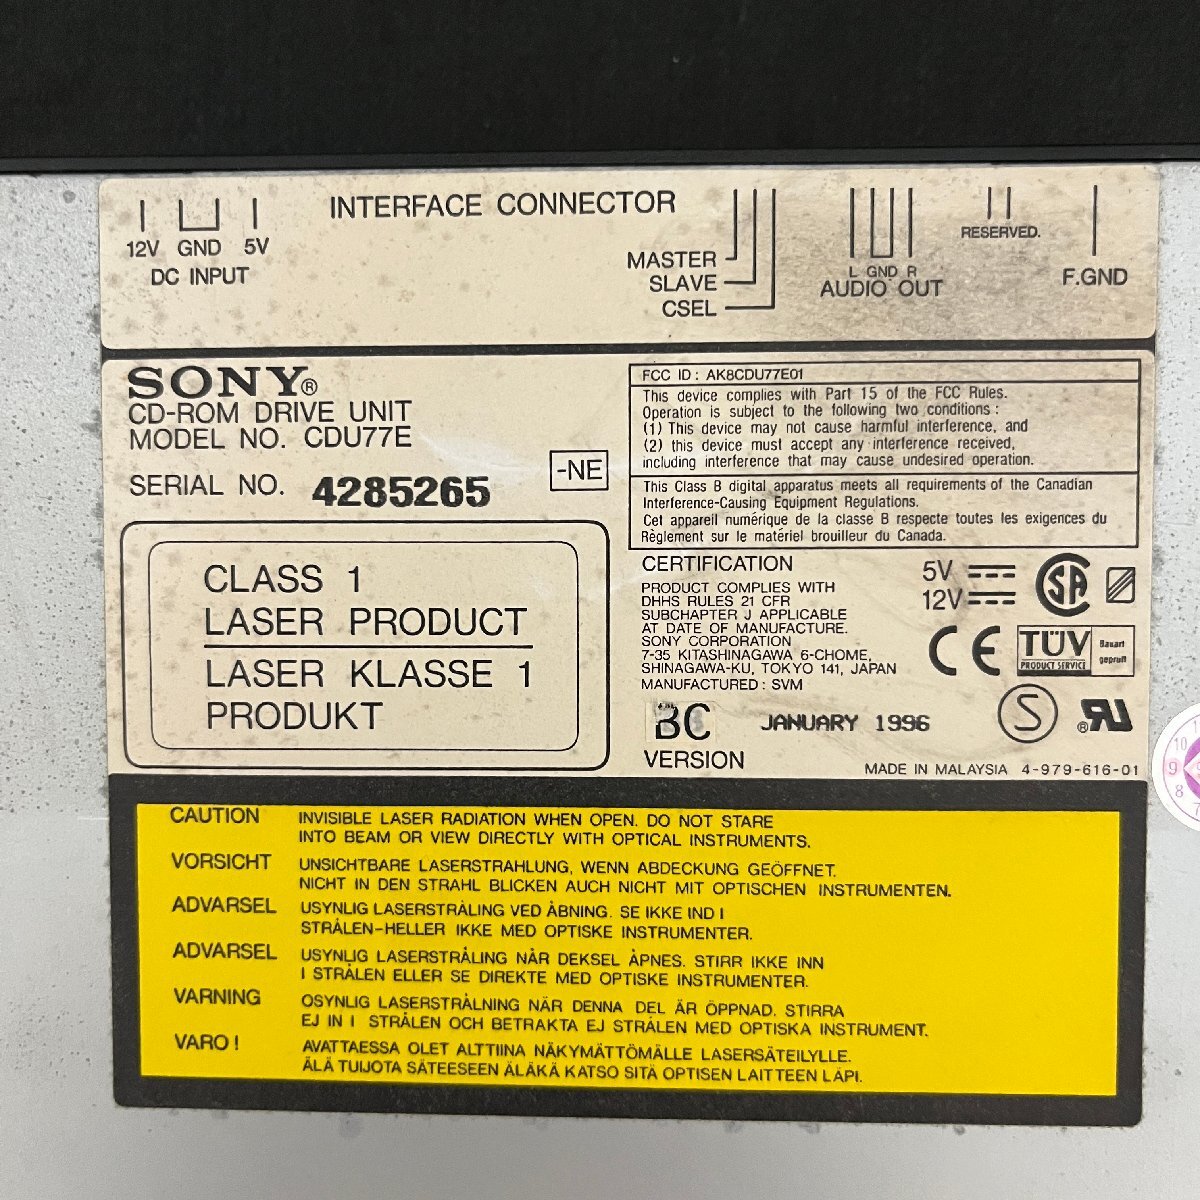 12V GND 5V
DC INPUT
INTERFACE CONNECTOR
MASTER
SLAVE
CSEL
L GND R
AUDIO OUT
RESERVED.
F.GND
SONY®
CD-ROM DRIVE UNIT
MODEL NO. CDU77E
SERIAL NO. 4285265
-NE
CLASS 1
LASER PRODUCT
LASER KLASSE 1
PRODUKT
FCC ID : AK8CDU77E01
This device complies with Part 15 of the FCC Rules.
Operation is subject to the following two conditions :
(1) This device may not cause harmful interference, and
(2) this device must accept any interference received,
including interference that may cause undesired operation.
This Class B digital apparatus meets all requirements of the Canadian
Interference-Causing Equipment Regulations.
Cet appareil numérique de la classe B respecte toutes les exigences du
Règlement sur le matériel brouilleur du Canada.
CERTIFICATION
PRODUCT COMPLIES WITH
DHHS RULES 21 CFR
SUBCHAPTER J APPLICABLE
AT DATE OF MANUFACTURE.
SONY CORPORATION
7-35 KITASHINAGAWA 6-CHOME,
SHINAGAWA-KU, TOKYO 141, JAPAN
MANUFACTURED : SVM
5V
12V
SA
CE
TÜV
PRODUCT SERVICE
Bauart
geprüft
S
®RU
BC
VERSION
JANUARY 1996
MADE IN MALAYSIA 4-979-616-01
10
9
8
CAUTION INVISIBLE LASER RADIATION WHEN OPEN. DO NOT STARE
INTO BEAM OR VIEW DIRECTLY WITH OPTICAL INSTRUMENTS.
VORSICHT UNSICHTBARE LASERSTRAHLUNG, WENN ABDECKUNG GEÖFFNET.
NICHT IN DEN STRAHL BLICKEN AUCH NICHT MIT OPTISCHEN INSTRUMENTEN.
ADVARSEL USYNLIG LASERSTRÅLING VED ÅBNING. SE IKKE IND I
STRÅLEN-HELLER IKKE MED OPTISKE INSTRUMENTER.
ADVARSEL USYNLIG LASERSTRÅLING NÅR DEKSEL ÅPNES. STIRR IKKE INN
I STRÅLEN ELLER SE DIREKTE MED OPTISKE INSTRUMENTER.
VARNING OSYNLIG LASERSTRÅLNING NÄR DENNA DEL ÄR ÖPPNAD. STIRRA
EJ IN I STRÅLEN OCH BETRAKTA EJ STRÅLEN MED OPTISKA INSTRUMENT.
VARO ! AVATTAESSA OLET ALTTIINA NÄKYMÄTTÖMÄLLE LASERSÄTEILYLLE.
ÄLÄ TUIJOTA SÄTEESEEN ÄLÄKÄ KATSO SITÄ OPTISEN LAITTEEN LÄPI.